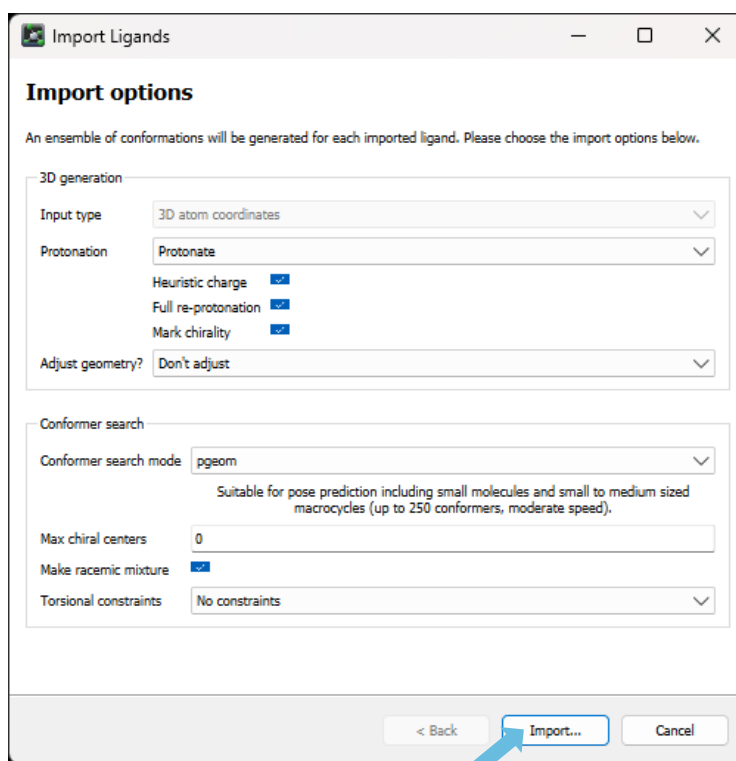 Import Ligands
Import options
An ensemble of conformations will be generated for each imported ligand. Please choose the import options below.
3D generation
Input type 3D atom coordinates
Protonation Protonate
Heuristic charge
Full re-protonation
Mark chirality
Adjust geometry? Don't adjust
Conformer search
Conformer search mode pgeom
Suitable for pose prediction including small molecules and small to medium sized
macrocycles (up to 250 conformers, moderate speed).
Max chiral centers 0
Make racemic mixture
Torsional constraints No constraints
< Back Import... Cancel